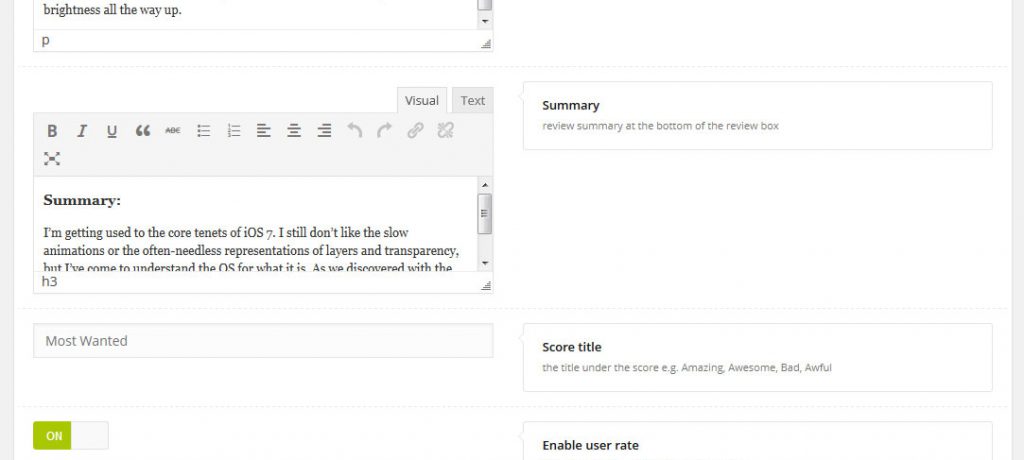 brightness all the way up.
p
Visual
Text
Summary
review summary at the bottom of the review box
B I U ABC
Summary:
I'm getting used to the core tenets of iOS 7. I still don't like the slow
animations or the often-needless representations of layers and transparency,
but I've come to understand the OS for what it is. As we discovered with the
h3
Most Wanted
Score title
the title under the score e.g. Amazing, Awesome, Bad, Awful
ON
Enable user rate